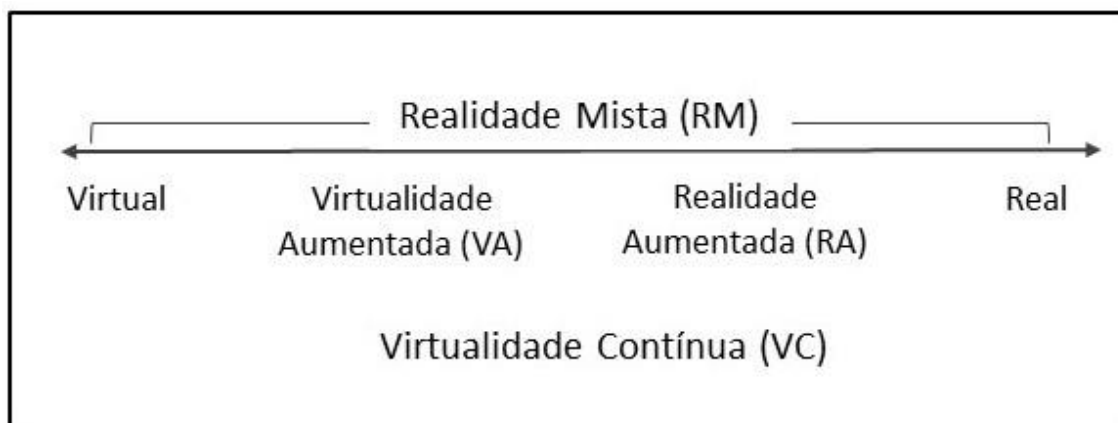 Realidade Mista (RM)
Virtual
Virtualidade
Aumentada (VA)
Realidade
Aumentada (RA)
Real
Virtualidade Contínua (VC)